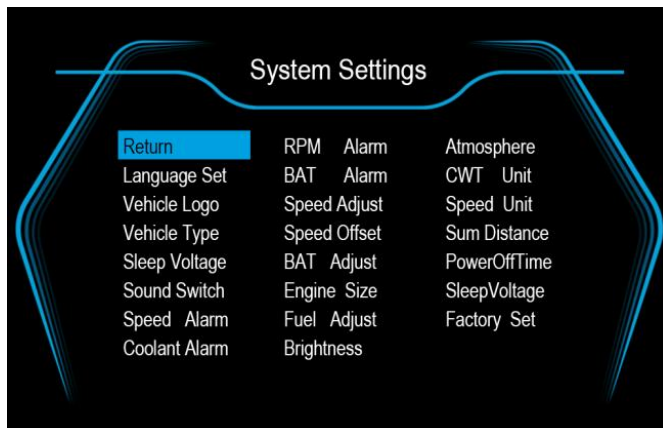 System Settings
Return
Language Set
Vehicle Logo
Vehicle Type
Sleep Voltage
Sound Switch
Speed Alarm
Coolant Alarm
RPM Alarm
BAT Alarm
Speed Adjust
Speed Offset
BAT Adjust
Engine Size
Fuel Adjust
Brightness
Atmosphere
CWT Unit
Speed Unit
Sum Distance
PowerOffTime
SleepVoltage
Factory Set